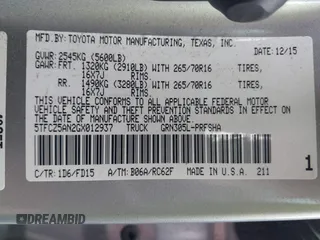 MFD.BY:TOYOTA MOTOR MANUFACTURING, TEXAS, INC.
GVWR: 2545KG (5600LB) DATE: 12/15
GAWR:FRT. 1320KG (2910LB) WITH 265/70R16 TIRES,
16X7J RIMS.
RR. 1490KG (3280LB) WITH 265/70R16 TIRES,
16X7J RIMS.
THIS VEHICLE CONFORMS TO ALL APPLICABLE FEDERAL MOTOR
VEHICLE SAFETY AND THEFT PREVENTION STANDARDS IN EFFECT
ON THE DATE OF MANUFACTURE SHOWN ABOVE.
5TFCZ5AN2GX012937 TRUCK GRN305L-PRFSHA
1
C/TR: 1D6/FD15 A/TM: B06A/RC62F MADE IN U.S.A. 211
DRIVEMBID